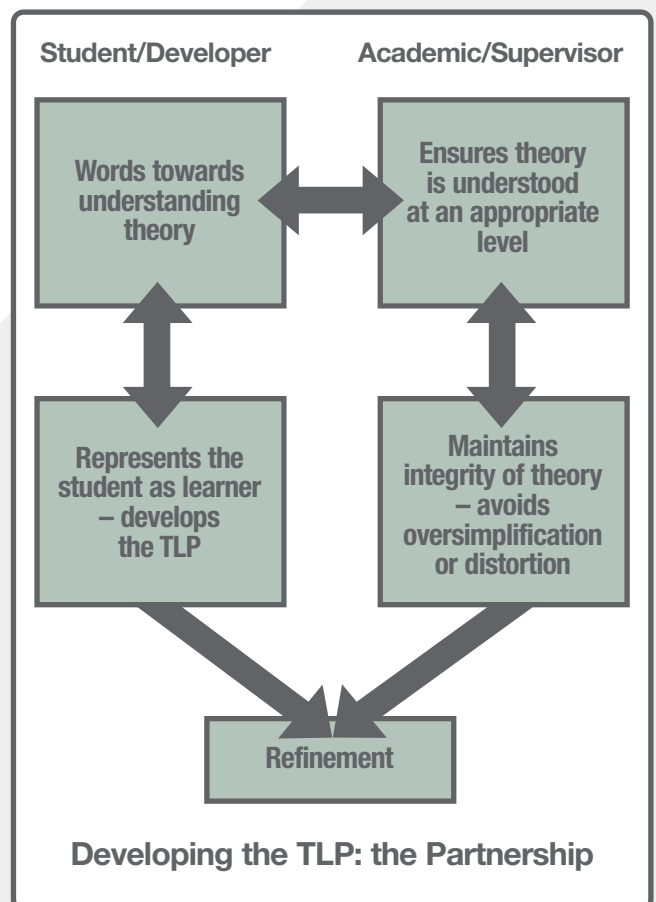 Student/Developer
Academic/Supervisor
Words towards
understanding
theory
Ensures theory
is understood
at an appropriate
level
Represents the
student as learner
– develops
the TLP
Maintains
integrity of theory
– avoids
oversimplification
or distortion
Refinement
Developing the TLP: the Partnership